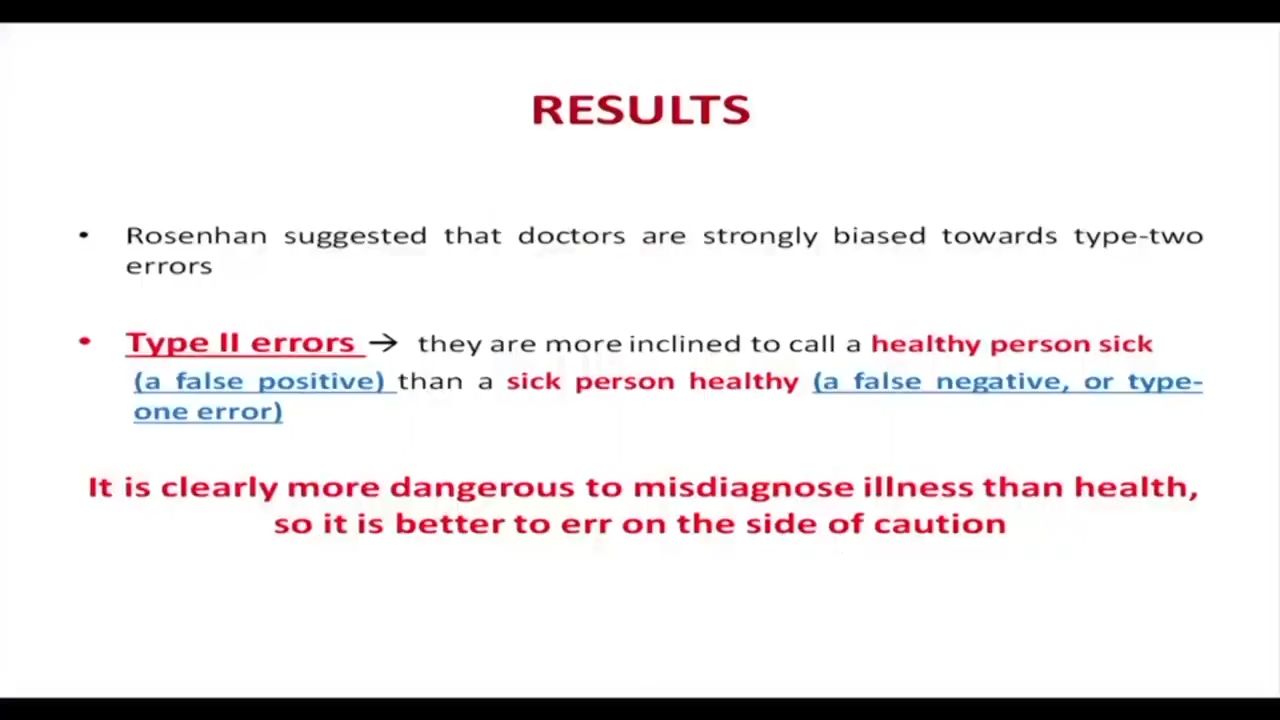 RESULTS
• Rosenhan suggested that doctors are strongly biased towards type-two
errors
• Type II errors → they are more inclined to call a healthy person sick
(a false positive) than a sick person healthy (a false negative, or type-
one error)
It is clearly more dangerous to misdiagnose illness than health,
so it is better to err on the side of caution